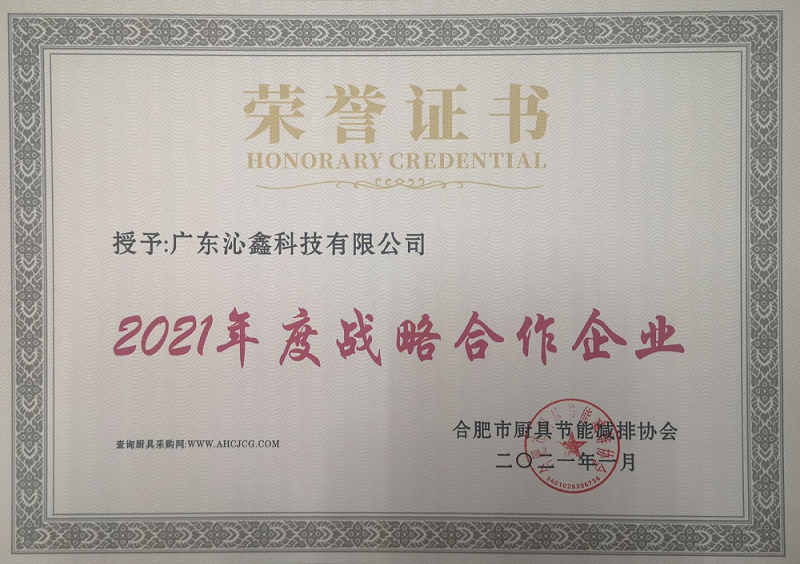 荣誉证书
HONORARY CREDENTIAL
授予:广东沁鑫科技有限公司
2021年度战略合作企业
合肥市厨具节能减排协会
查询厨具采购网:WWW.AHCJCG.COM
二〇二一年一月